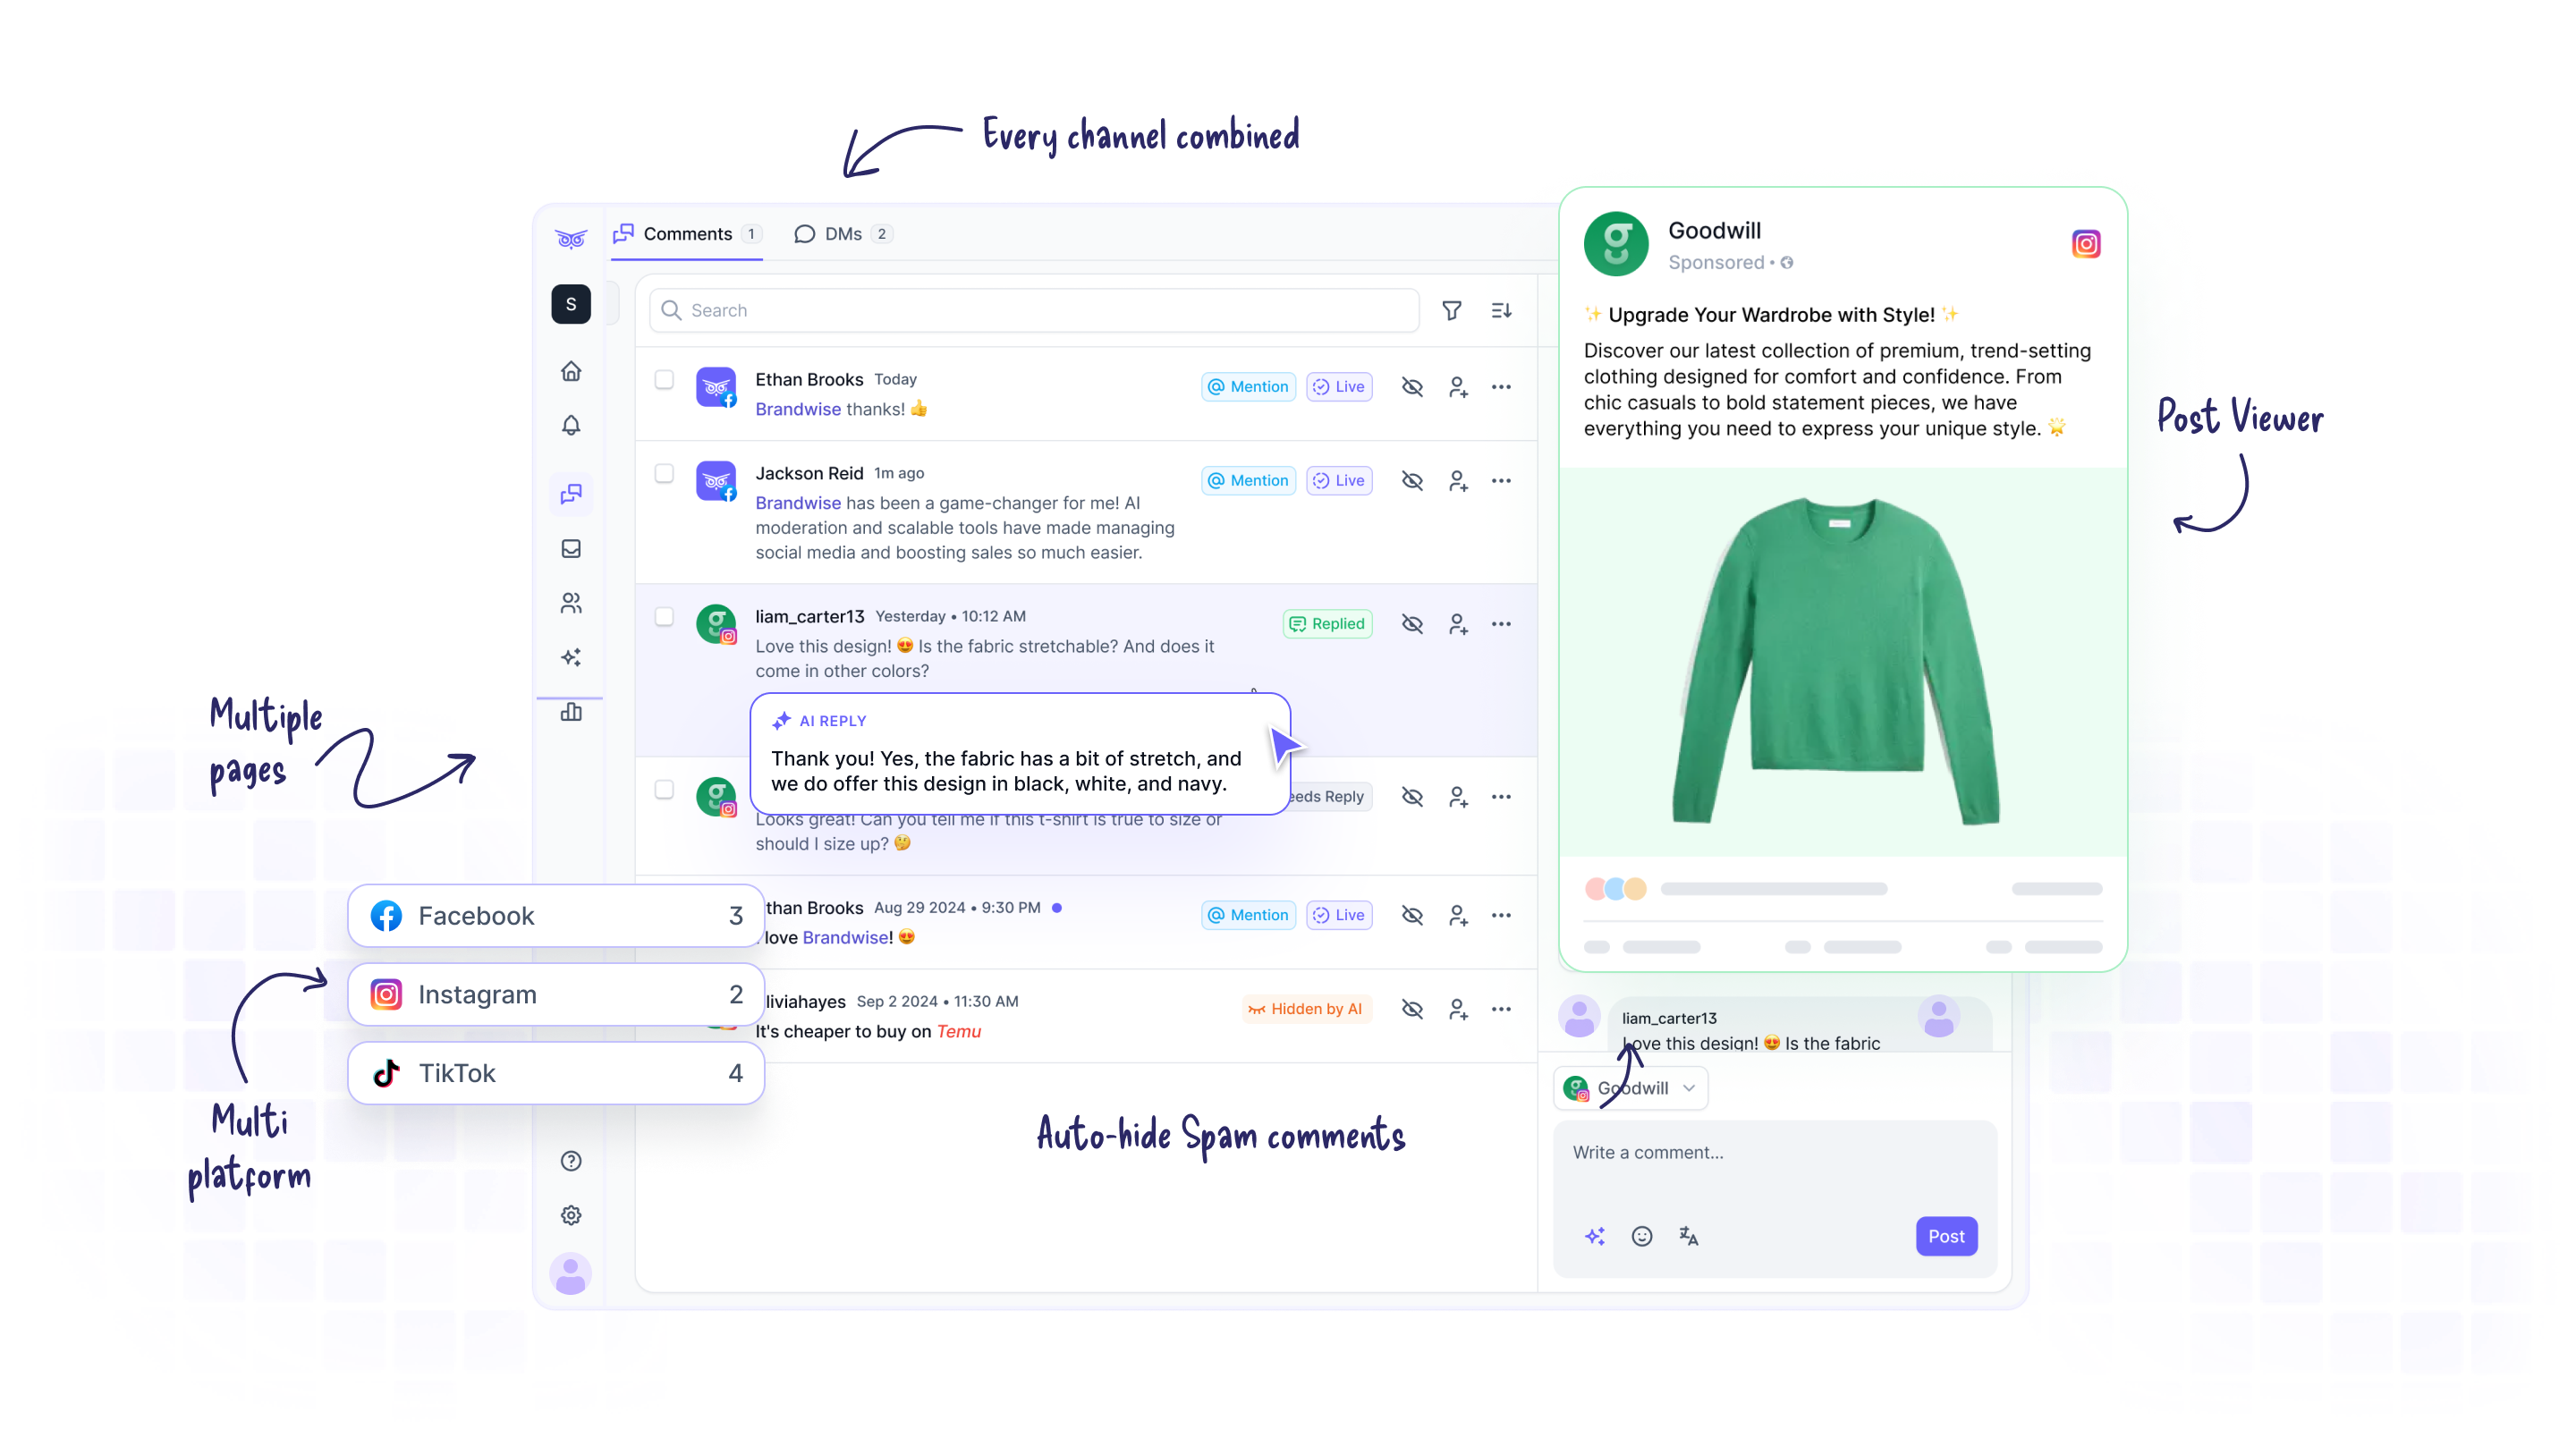 Every channel combined
Comments 1
DMs 2
S
Search
Ethan Brooks Today
Brandwise thanks! 👍
Mention
Live
Jackson Reid 1m ago
Brandwise has been a game-changer for me! AI
moderation and scalable tools have made managing
social media and boosting sales so much easier.
Mention
Live
liam_carter13 Yesterday • 10:12 AM
Love this design! 😍 Is the fabric stretchable? And does it
come in other colors?
Replied
AI REPLY
Thank you! Yes, the fabric has a bit of stretch, and
we do offer this design in black, white, and navy.
Reply
Looks great! Can you tell me if this t-shirt is true to size or
should I size up? 🤔
Brooks Aug 29 2024 • 9:30 PM
love Brandwise! 😍
Mention
Live
Sep 2 2024 • 11:30 AM
It's cheaper to buy on Temu
Hidden by AI
Multiple
pages
Facebook 3
Instagram 2
TikTok 4
Multi
platform
Auto-hide Spam comments
Goodwill
Sponsored •
✨ Upgrade Your Wardrobe with Style! ✨
Discover our latest collection of premium, trend-setting
clothing designed for comfort and confidence. From
chic casuals to bold statement pieces, we have
everything you need to express your unique style. 🌟
Post Viewer
liam_carter13
Love this design! 😍 Is the fabric
Goodwill
Write a comment...
Post